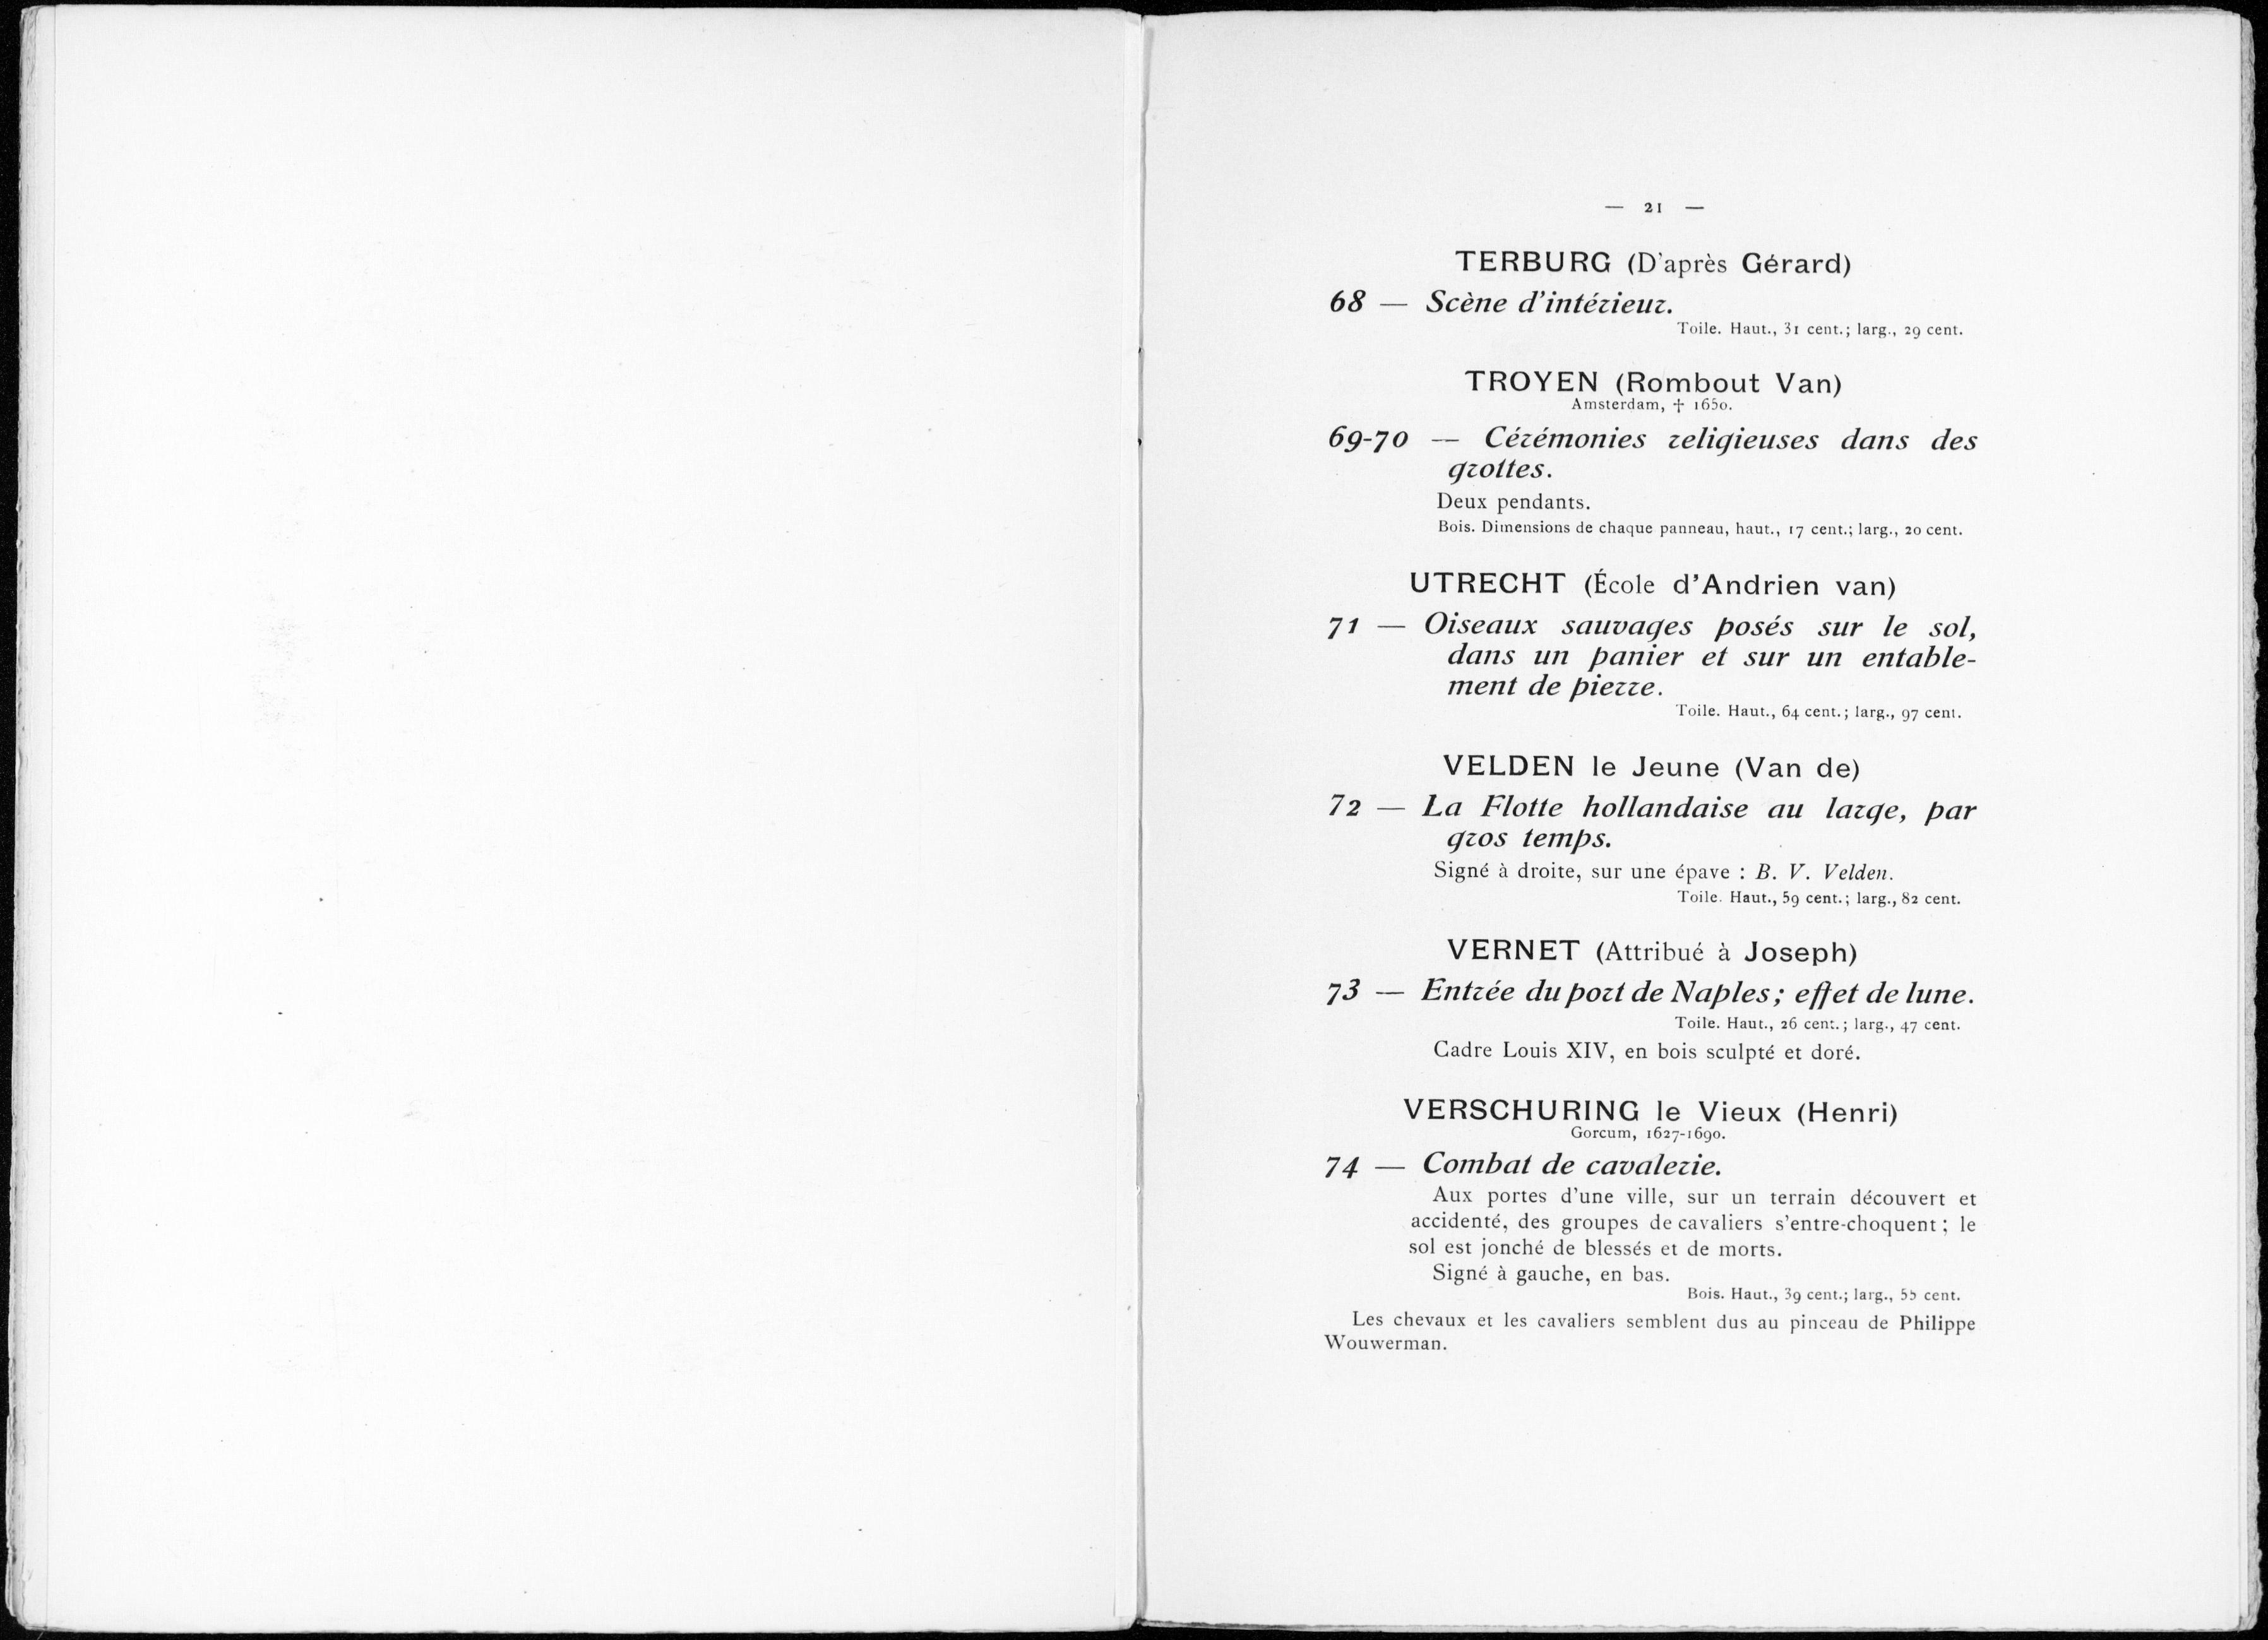 — 21 —
TERBURG (D'après Gérard)
68 — Scène d'intérieur.
Toile. Haut., 31 cent.; larg., 29 cent.
TROYEN (Rombout Van)
Amsterdam, † 1650.
69-70 — Cérémonies religieuses dans des
grottes.
Deux pendants.
Bois. Dimensions de chaque panneau, haut., 17 cent.; larg., 20 cent.
UTRECHT (École d'Andrien van)
71 — Oiseaux sauvages posés sur le sol,
dans un panier et sur un entable-
ment de pierre.
Toile. Haut., 64 cent.; larg., 97 cent.
VELDEN le Jeune (Van de)
72 — La Flotte hollandaise au large, par
gros temps.
Signé à droite, sur une épave : B. V. Velden.
Toile. Haut., 59 cent.; larg., 82 cent.
VERNET (Attribué à Joseph)
73 — Entrée du port de Naples; effet de lune.
Toile. Haut., 26 cent.; larg., 47 cent.
Cadre Louis XIV, en bois sculpté et doré.
VERSCHURING le Vieux (Henri)
Gorcum, 1627-1690.
74 — Combat de cavalerie.
Aux portes d'une ville, sur un terrain découvert et
accidenté, des groupes de cavaliers s'entre-choquent; le
sol est jonché de blessés et de morts.
Signé à gauche, en bas.
Bois. Haut., 39 cent.; larg., 55 cent.
Les chevaux et les cavaliers semblent dus au pinceau de Philippe
Wouwerman.